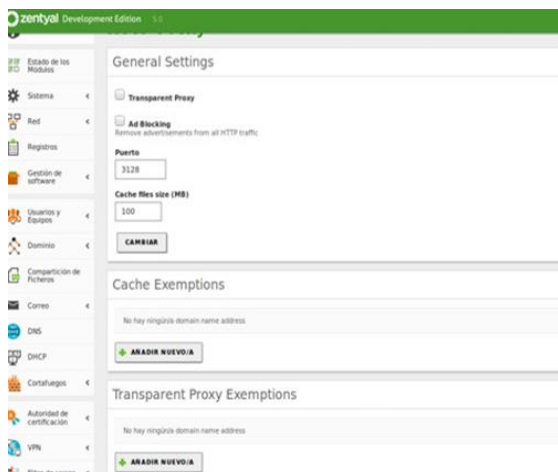 zentyal Development Edition 5.0
Estado de los
Módulos
Sistema
Red
Registros
Gestión de
software
Usuarios y
Equipos
Dominio
Compartición de
Ficheros
Correo
DNS
DHCP
Cortafuegos
Autoridad de
certificación
VPN
General Settings
Transparent Proxy
Ad Blocking
Remove advertisements from all HTTP traffic
Puerto
3128
Cache files size (MB)
100
CAMBIAR
Cache Exemptions
No hay ningún/a domain name address
AÑADIR NUEVO/A
Transparent Proxy Exemptions
No hay ningún/a domain name address
AÑADIR NUEVO/A